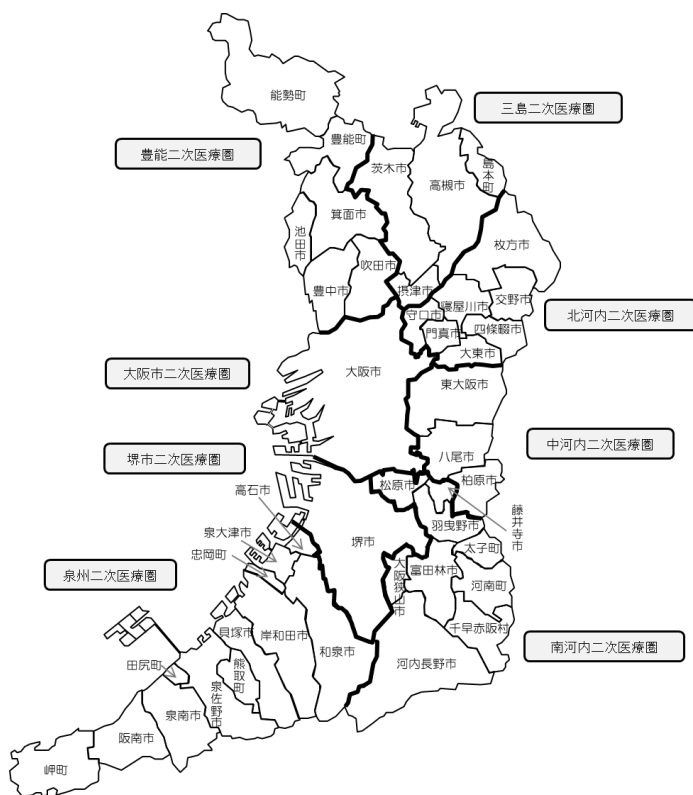 能勢町
三島二次医療圏
豊能町
豊能二次医療圏
茨木市
高槻市
島本町
箕面市
池田市
枚方市
吹田市
豊中市
摂津市
寝屋川市
交野市
守口市
北河内二次医療圏
門真市
四條畷市
大東市
大阪市
大阪市二次医療圏
東大阪市
中河内二次医療圏
八尾市
堺市二次医療圏
柏原市
松原市
高石市
藤井寺市
羽曳野市
泉大津市
堺市
太子町
忠岡町
大阪狭山市
富田林市
泉州二次医療圏
河南町
千早赤阪村
貝塚市
岸和田市
和泉市
南河内二次医療圏
田尻町
熊取町
河内長野市
泉佐野市
泉南市
阪南市
岬町